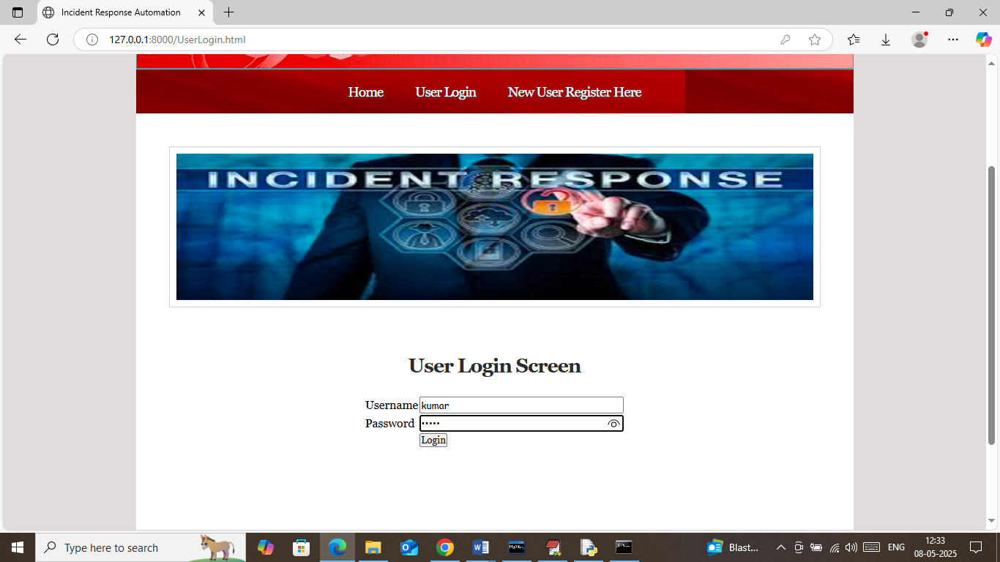 Incident Response Automation
127.0.0.1:8000/UserLogin.html
Home User Login New User Register Here
INCIDENT RESPONSE
User Login Screen
Username kumar
Password •••••
Login
Type here to search
Blast...
ENG
12:33
08-05-2025